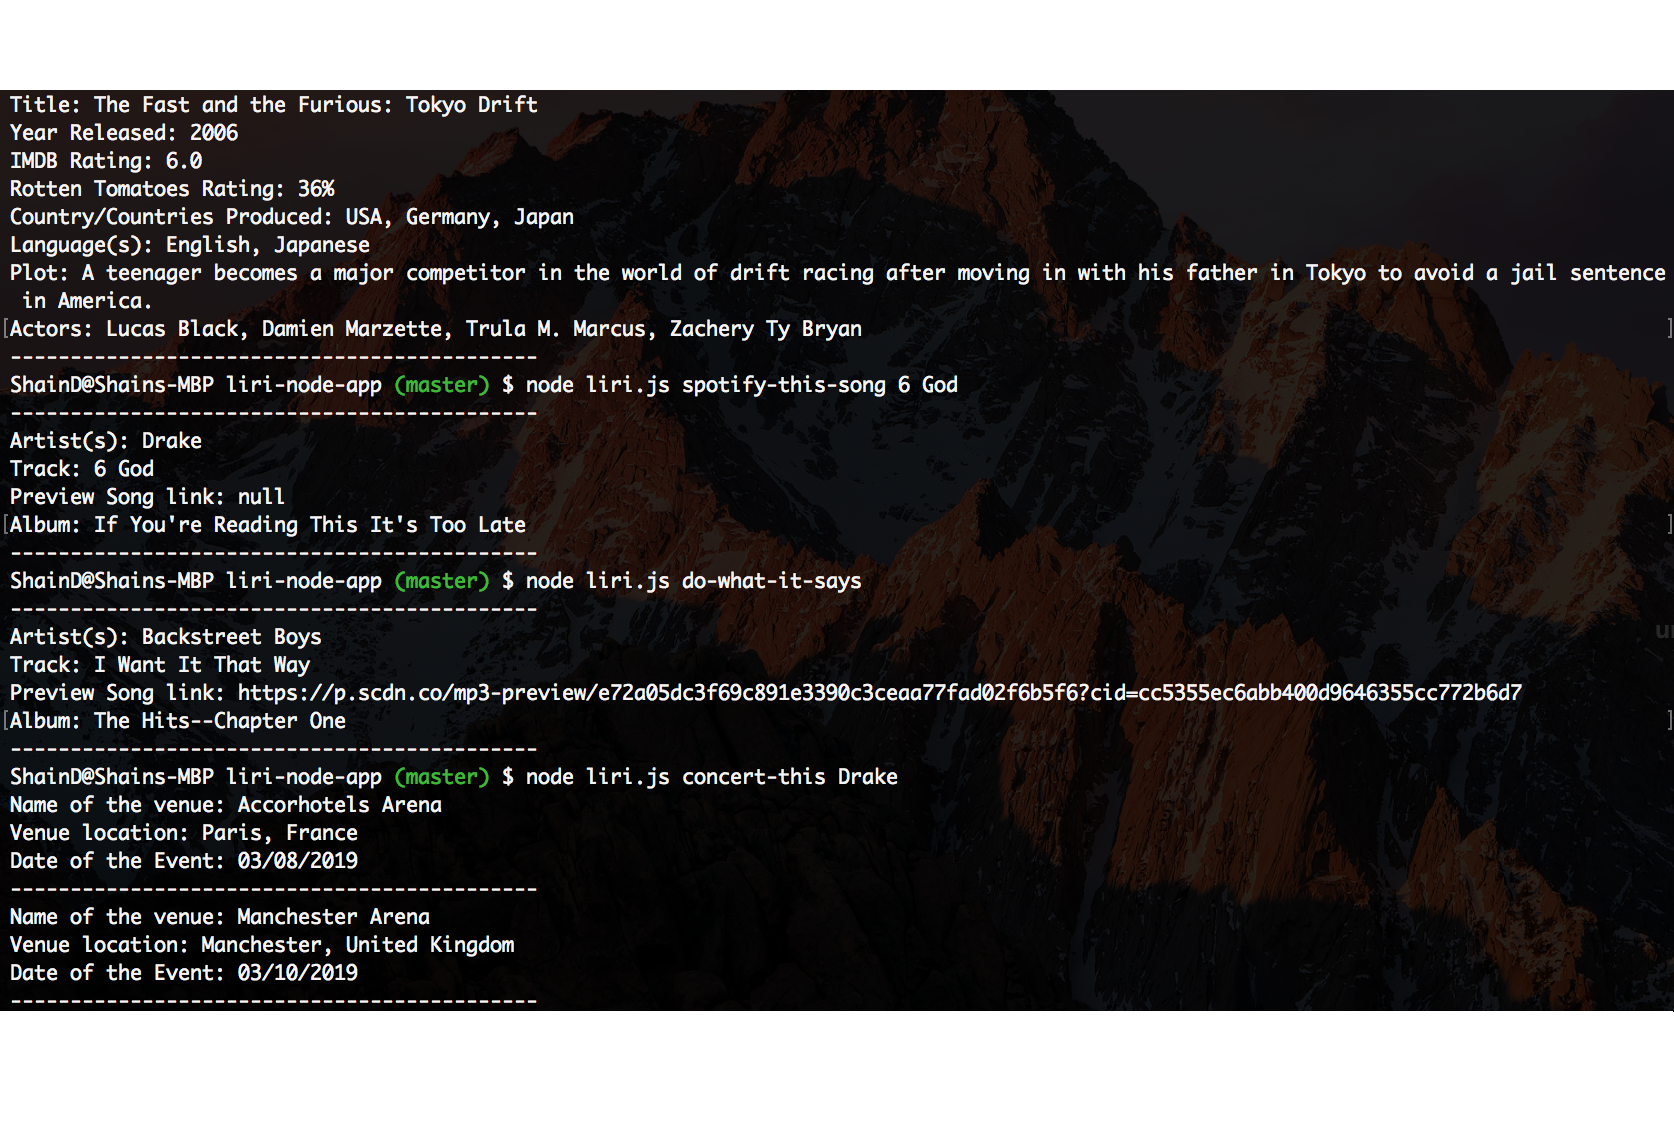 Title: The Fast and the Furious: Tokyo Drift
Year Released: 2006
IMDB Rating: 6.0
Rotten Tomatoes Rating: 36%
Country/Countries Produced: USA, Germany, Japan
Language(s): English, Japanese
Plot: A teenager becomes a major competitor in the world of drift racing after moving in with his father in Tokyo to avoid a jail sentence
 in America.
[Actors: Lucas Black, Damien Marzette, Trula M. Marcus, Zachery Ty Bryan ]
--------------------------------------------
ShainD@Shains-MBP liri-node-app (master) $ node liri.js spotify-this-song 6 God
--------------------------------------------
Artist(s): Drake
Track: 6 God
Preview Song link: null
[Album: If You're Reading This It's Too Late ]
--------------------------------------------
ShainD@Shains-MBP liri-node-app (master) $ node liri.js do-what-it-says
--------------------------------------------
Artist(s): Backstreet Boys
Track: I Want It That Way
Preview Song link: https://p.scdn.co/mp3-preview/e72a05dc3f69c891e3390c3ceaa77fad02f6b5f6?cid=cc5355ec6abb400d9646355cc772b6d7
[Album: The Hits--Chapter One ]
--------------------------------------------
ShainD@Shains-MBP liri-node-app (master) $ node liri.js concert-this Drake
Name of the venue: Accorhotels Arena
Venue location: Paris, France
Date of the Event: 03/08/2019
--------------------------------------------
Name of the venue: Manchester Arena
Venue location: Manchester, United Kingdom
Date of the Event: 03/10/2019
--------------------------------------------